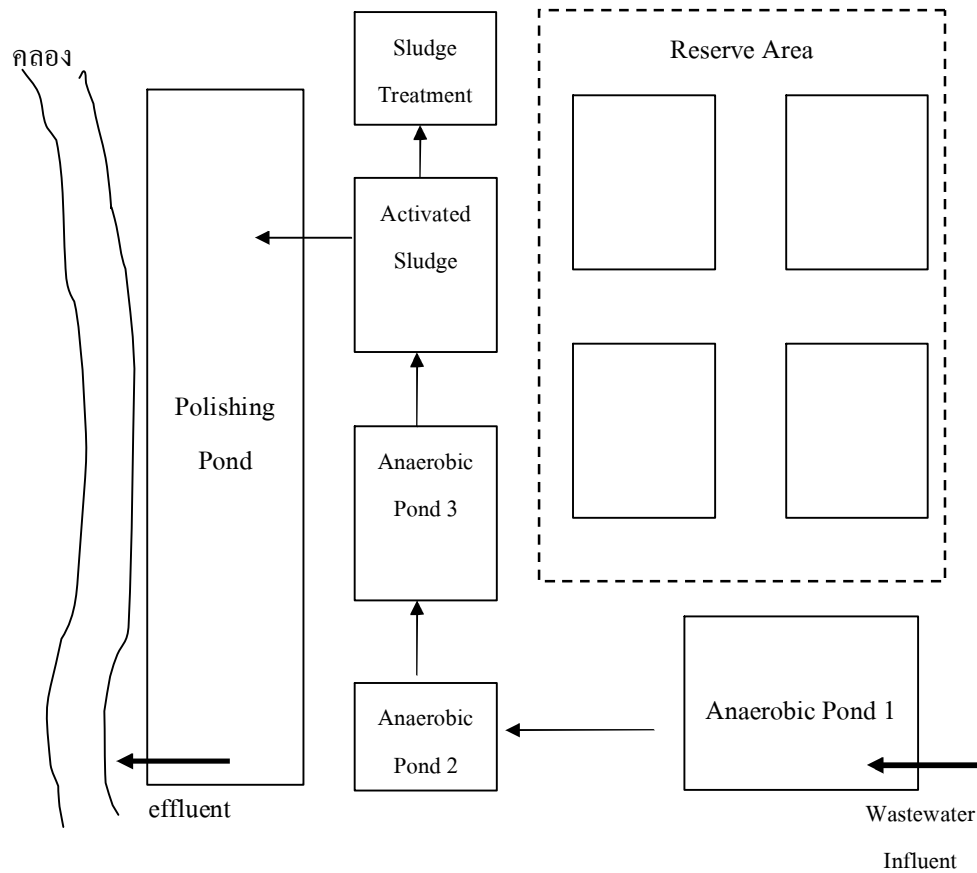 คลอง
Sludge
Treatment
Reserve Area
Activated
Sludge
Polishing
Pond
Anaerobic
Pond 3
Anaerobic
Pond 2
Anaerobic Pond 1
effluent
Wastewater
Influent